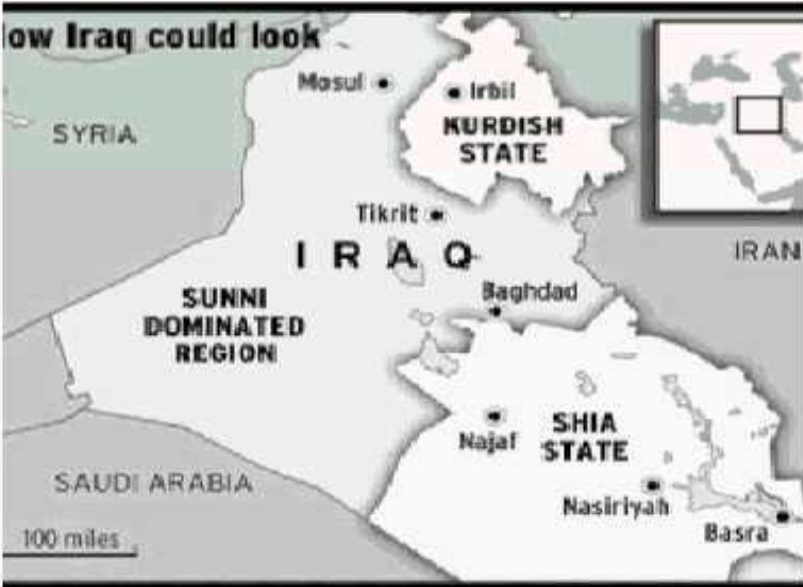 low Iraq could look
Mosul
Irbil
KURDISH
STATE
SYRIA
Tikrit
IRAQ
IRAN
SUNNI
DOMINATED
REGION
Baghdad
Najaf
SHIA
STATE
SAUDI ARABIA
Nasiriyah
Basra
100 miles